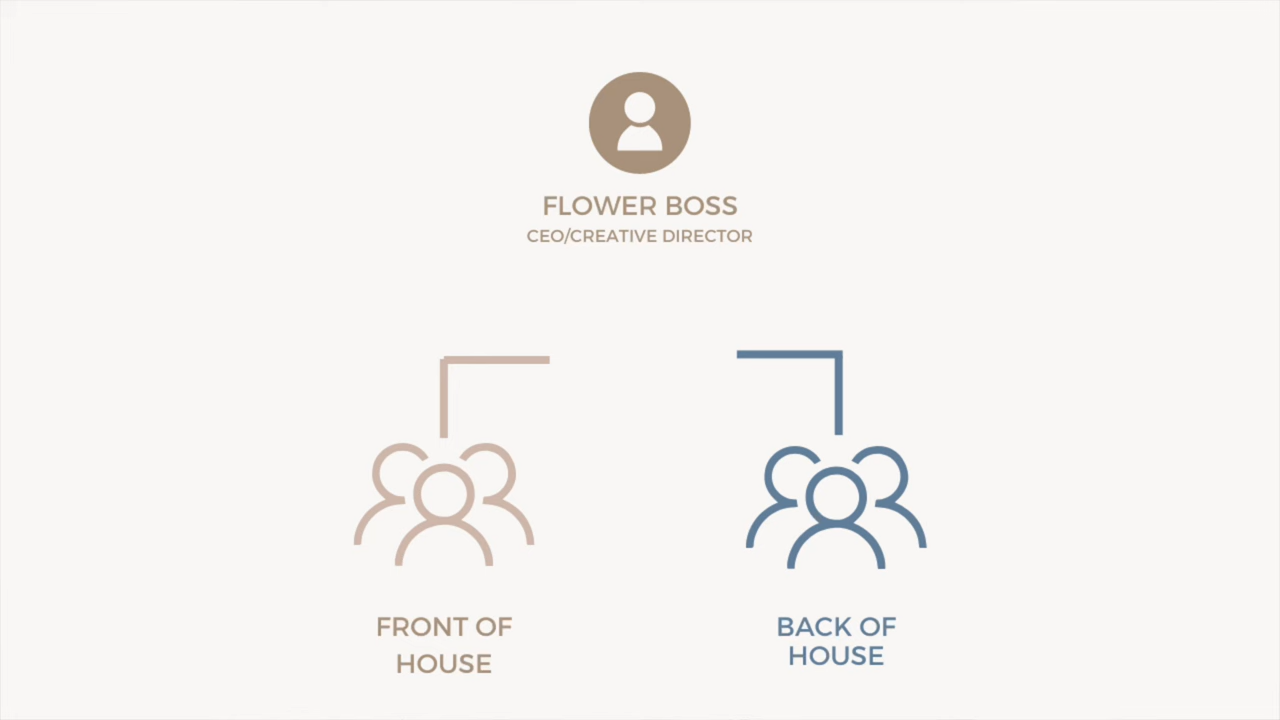 FLOWER BOSS
CEO/CREATIVE DIRECTOR
FRONT OF
HOUSE
BACK OF
HOUSE